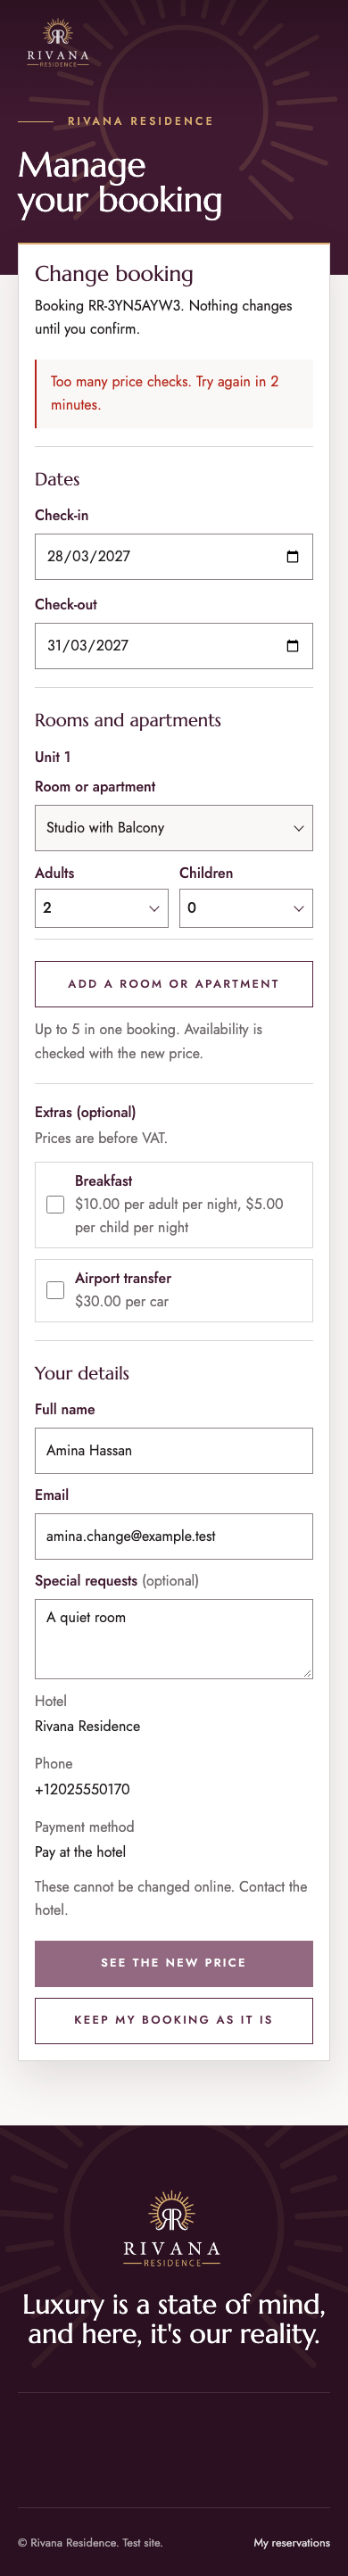 RIVANA
RESIDENCE
RIVANA RESIDENCE
Manage
your booking
Change booking
Booking RR-3YN5AYW3. Nothing changes
until you confirm.
Too many price checks. Try again in 2
minutes.
Dates
Check-in
28/03/2027
Check-out
31/03/2027
Rooms and apartments
Unit 1
Room or apartment
Studio with Balcony
Adults Children
2 0
ADD A ROOM OR APARTMENT
Up to 5 in one booking. Availability is
checked with the new price.
Extras (optional)
Prices are before VAT.
Breakfast
$10.00 per adult per night, $5.00
per child per night
Airport transfer
$30.00 per car
Your details
Full name
Amina Hassan
Email
amina.change@example.test
Special requests (optional)
A quiet room
Hotel
Rivana Residence
Phone
+12025550170
Payment method
Pay at the hotel
These cannot be changed online. Contact the
hotel.
SEE THE NEW PRICE
KEEP MY BOOKING AS IT IS
RIVANA
RESIDENCE
Luxury is a state of mind,
and here, it's our reality.
© Rivana Residence. Test site. My reservations